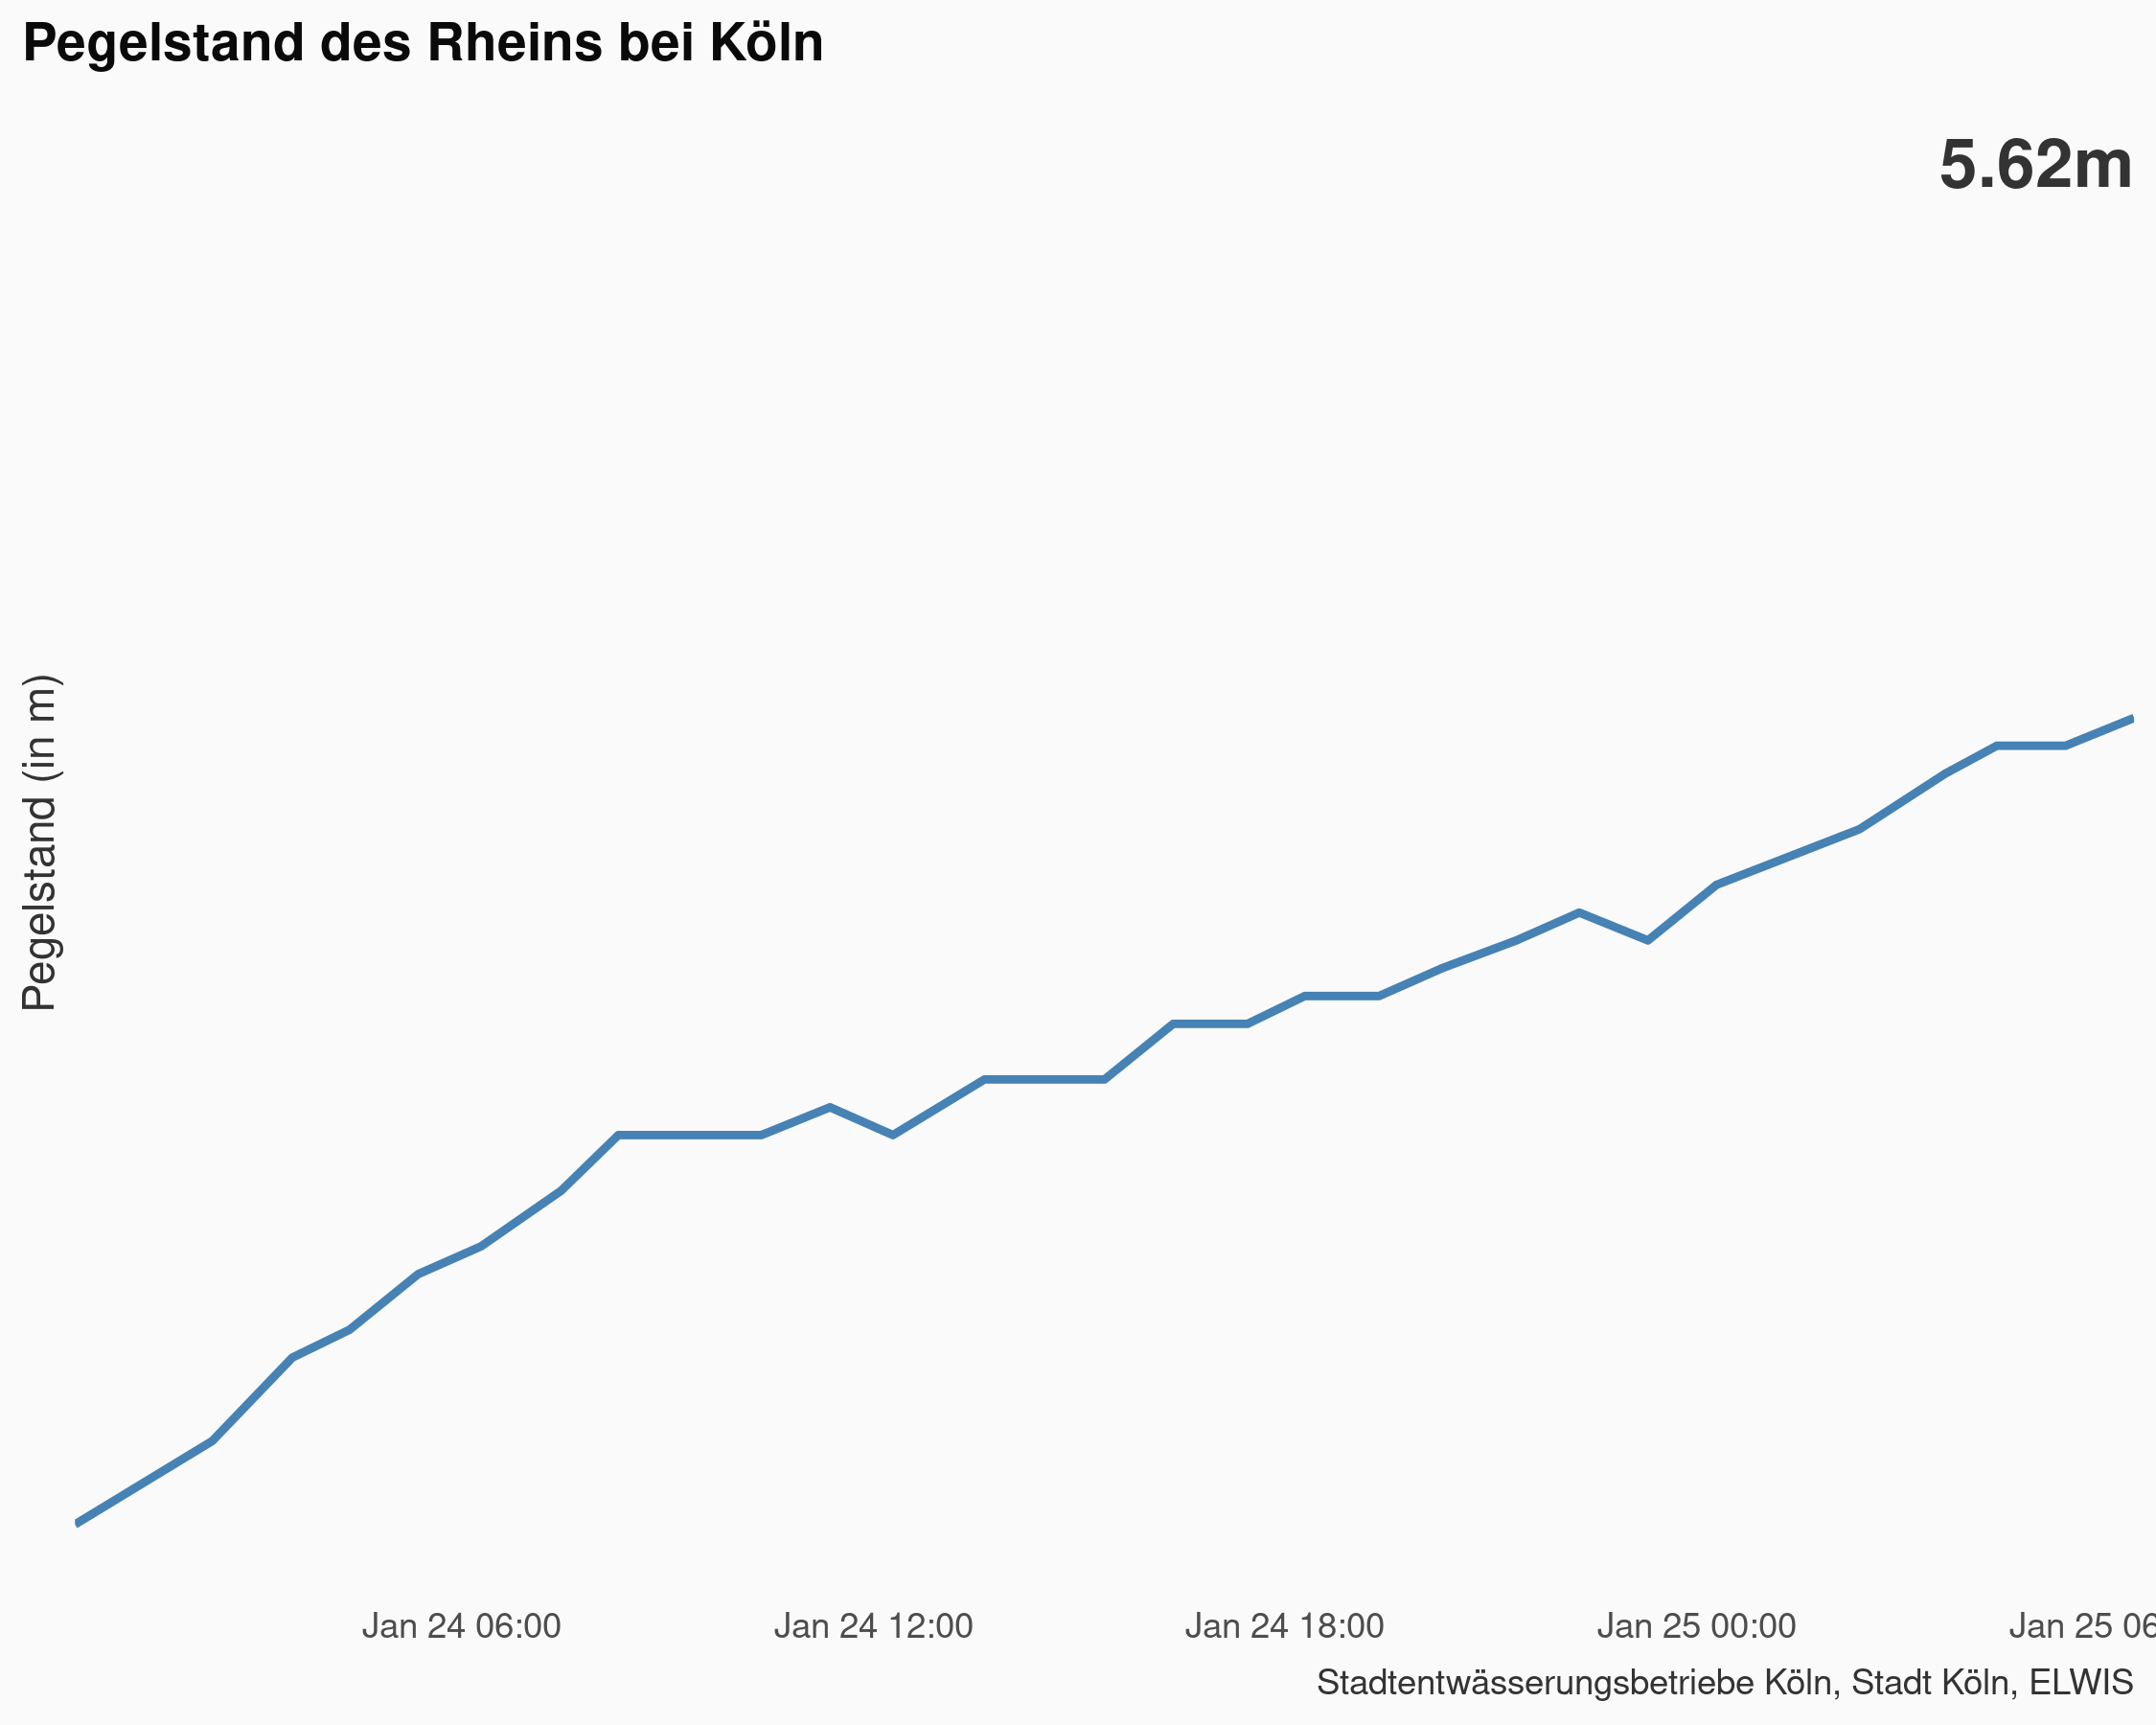 Pegelstand des Rheins bei Köln
5.62m
Pegelstand (in m)
Jan 24 06:00 Jan 24 12:00 Jan 24 18:00 Jan 25 00:00 Jan 25 06
Stadtentwässerungsbetriebe Köln, Stadt Köln, ELWIS